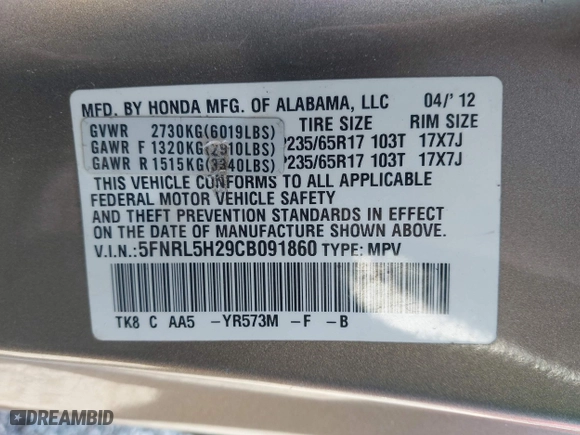 MFD. BY HONDA MFG. OF ALABAMA, LLC 04/'12
GVWR 2730KG(6019LBS) TIRE SIZE RIM SIZE
GAWR F 1320KG(2910LBS) P235/65R17 103T 17X7J
GAWR R 1515KG(3340LBS) P235/65R17 103T 17X7J
THIS VEHICLE CONFORMS TO ALL APPLICABLE
FEDERAL MOTOR VEHICLE SAFETY
AND THEFT PREVENTION STANDARDS IN EFFECT
ON THE DATE OF MANUFACTURE SHOWN ABOVE.
V.I.N.: 5FNRL5H29CB091860 TYPE: MPV
TK8 C AA5 -YR573M -F -B
DREAMBID